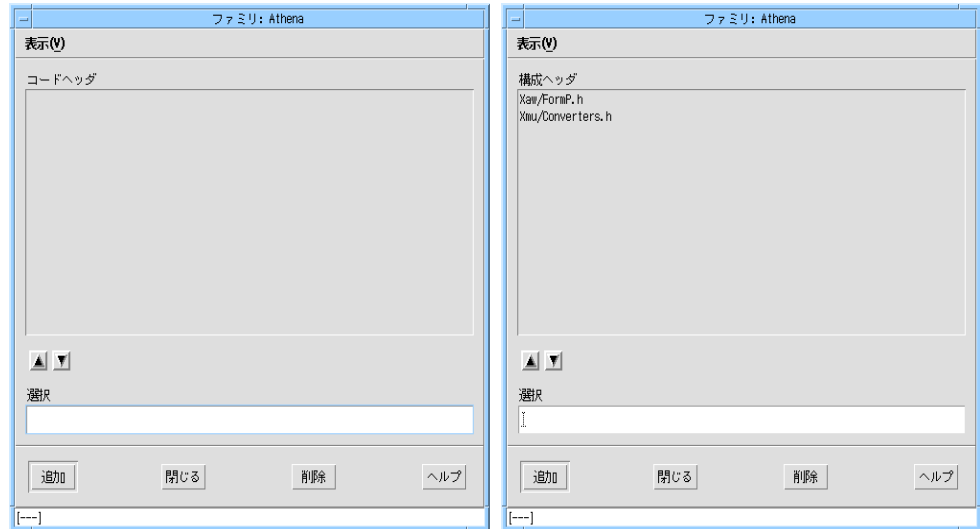 ファミリ: Athena
表示(V)
コードヘッダ
選択
追加
閉じる
削除
ヘルプ
[---]
ファミリ: Athena
表示(V)
構成ヘッダ
Xaw/FormP.h
Xmu/Converters.h
選択
追加
閉じる
削除
ヘルプ
[---]